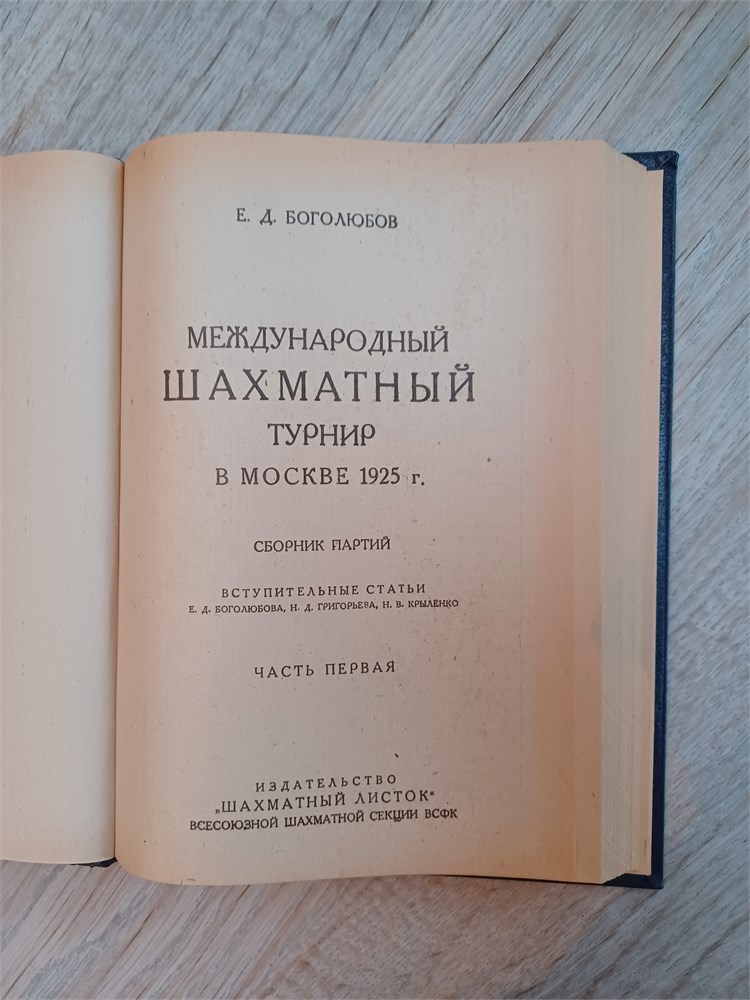 Е. Д. БОГОЛЮБОВ
МЕЖДУНАРОДНЫЙ
ШАХМАТНЫЙ
ТУРНИР
В МОСКВЕ 1925 г.
СБОРНИК ПАРТИЙ
ВСТУПИТЕЛЬНЫЕ СТАТЬИ
Е. Д. БОГОЛЮБОВА, Н. Д. ГРИГОРЬЕВА, Н. В. КРЫЛЕНКО
ЧАСТЬ ПЕРВАЯ
ИЗДАТЕЛЬСТВО
„ШАХМАТНЫЙ ЛИСТОК“
ВСЕСОЮЗНОЙ ШАХМАТНОЙ СЕКЦИИ ВСФК